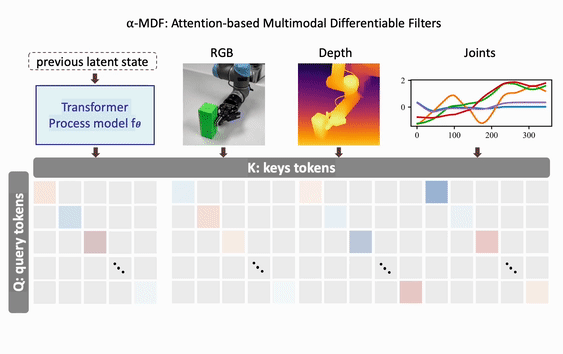 α-MDF: Attention-based Multimodal Differentiable Filters
previous latent state
Transformer
Process model fθ
RGB
Depth
Joints
2
0
0
100
200
300
K: keys tokens
Q: query tokens